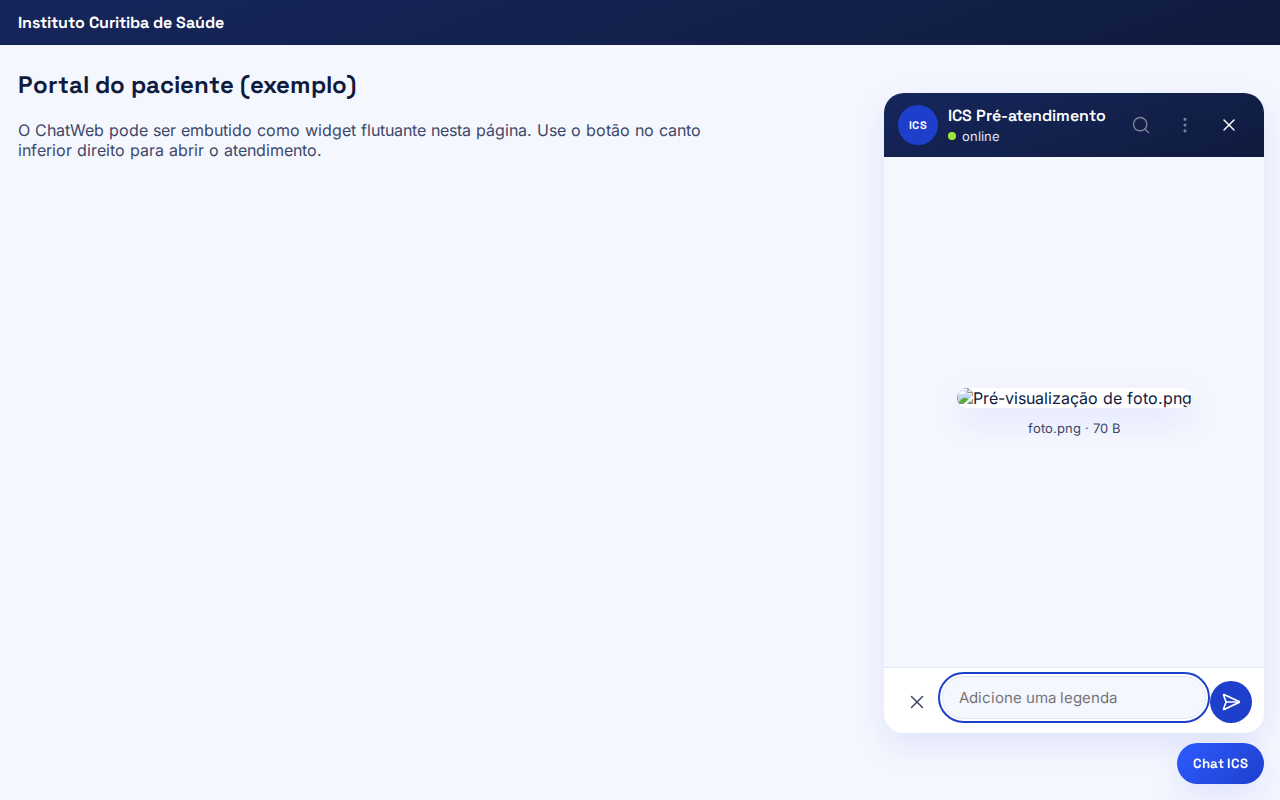 Instituto Curitiba de Saúde
Portal do paciente (exemplo)
O ChatWeb pode ser embutido como widget flutuante nesta página. Use o botão no canto
inferior direito para abrir o atendimento.
ICS
ICS Pré-atendimento
online
Pré-visualização de foto.png
foto.png · 70 B
Adicione uma legenda
Chat ICS